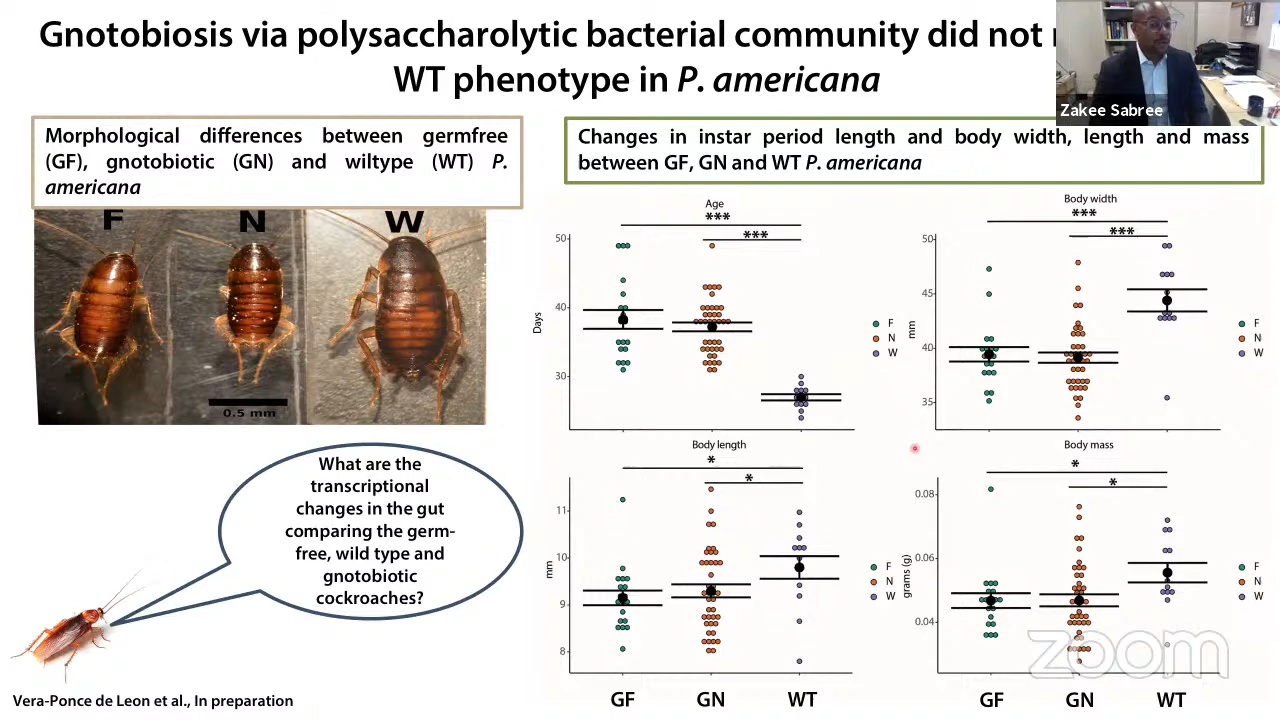 Gnotobiosis via polysaccharolytic bacterial community did not
WT phenotype in P. americana
Zakee Sabree
Morphological differences between germfree
(GF), gnotobiotic (GN) and wiltype (WT) P.
americana
Changes in instar period length and body width, length and mass
between GF, GN and WT P. americana
F N W
0.5 mm
Age
***
***
50
40
30
Days
F
N
W
Body width
***
***
50
45
40
35
mm
F
N
W
What are the
transcriptional
changes in the gut
comparing the germ-
free, wild type and
gnotobiotic
cockroaches?
Body length
*
*
11
10
9
8
mm
F
N
W
GF GN WT
Body mass
*
*
0.08
0.06
0.04
grams (g)
F
N
W
GF GN WT
zoom
Vera-Ponce de Leon et al., In preparation